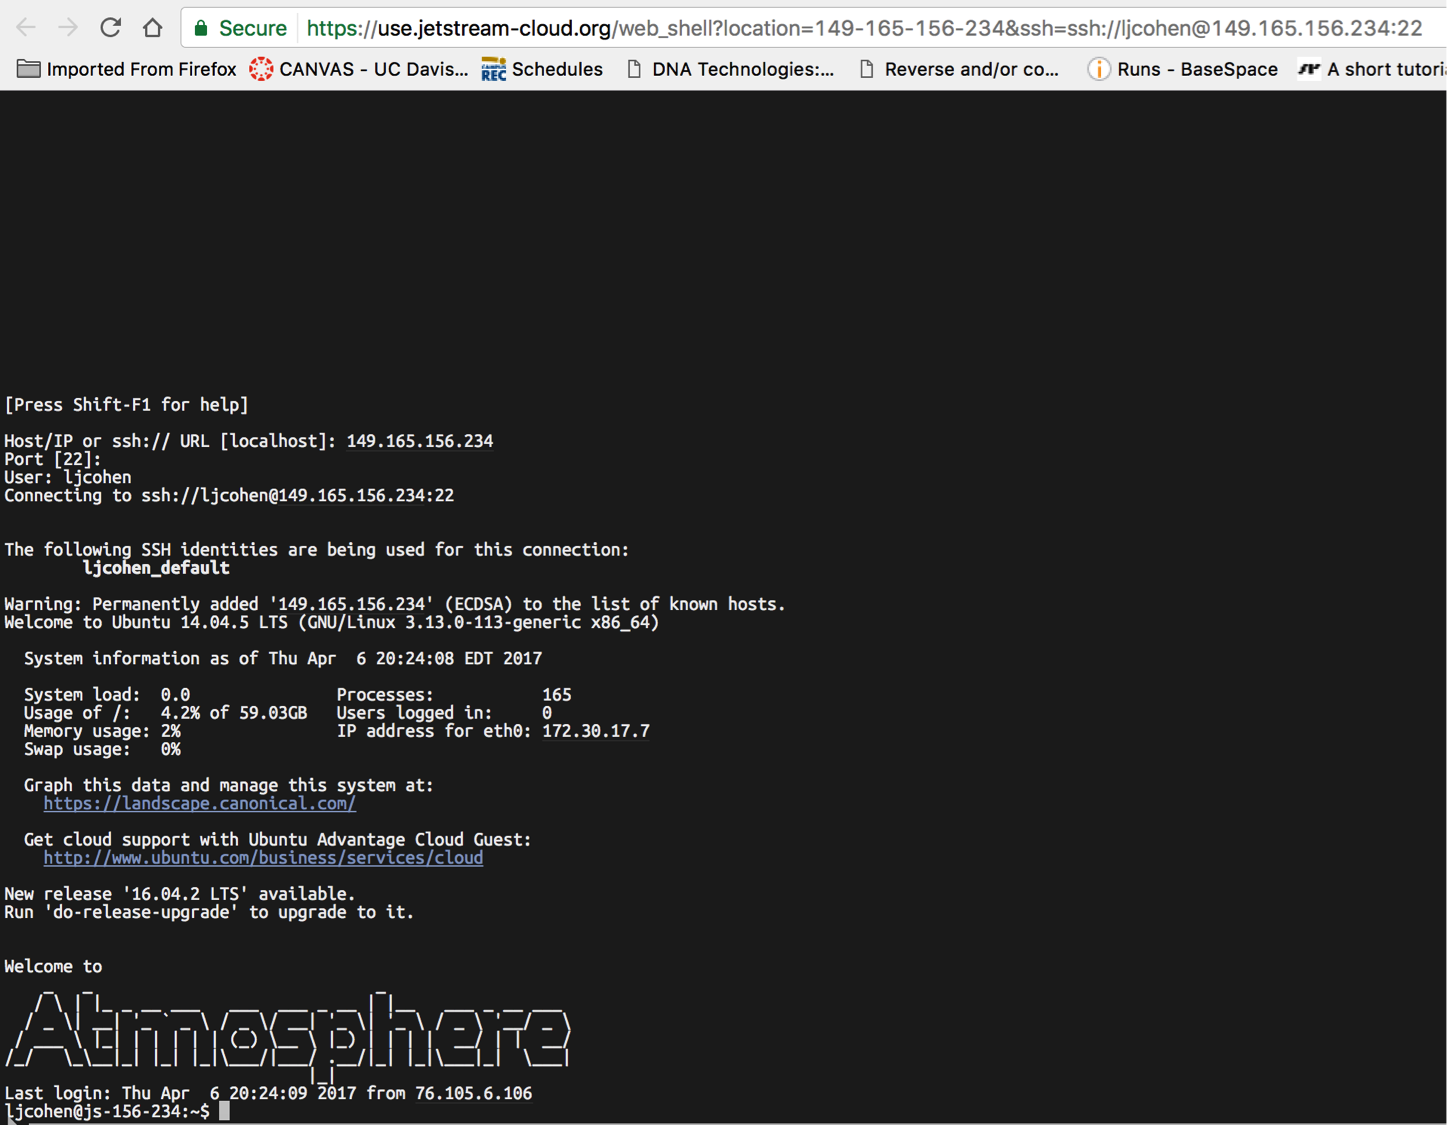 Secure https://use.jetstream-cloud.org/web_shell?location=149-165-156-234&ssh=ssh://ljcohen@149.165.156.234:22
Imported From Firefox CANVAS - UC Davis... CAMPUS REC Schedules DNA Technologies:... Reverse and/or co... Runs - BaseSpace A short tutori
[Press Shift-F1 for help]
Host/IP or ssh:// URL [localhost]: 149.165.156.234
Port [22]:
User: ljcohen
Connecting to ssh://ljcohen@149.165.156.234:22
The following SSH identities are being used for this connection:
ljcohen_default
Warning: Permanently added '149.165.156.234' (ECDSA) to the list of known hosts.
Welcome to Ubuntu 14.04.5 LTS (GNU/Linux 3.13.0-113-generic x86_64)
System information as of Thu Apr  6 20:24:08 EDT 2017
System load:  0.0               Processes:           165
Usage of /:   4.2% of 59.03GB   Users logged in:     0
Memory usage: 2%                IP address for eth0: 172.30.17.7
Swap usage:   0%
Graph this data and manage this system at:
https://landscape.canonical.com/
Get cloud support with Ubuntu Advantage Cloud Guest:
http://www.ubuntu.com/business/services/cloud
New release '16.04.2 LTS' available.
Run 'do-release-upgrade' to upgrade to it.
Welcome to
Atmosphere
Last login: Thu Apr  6 20:24:09 2017 from 76.105.6.106
ljcohen@js-156-234:~$